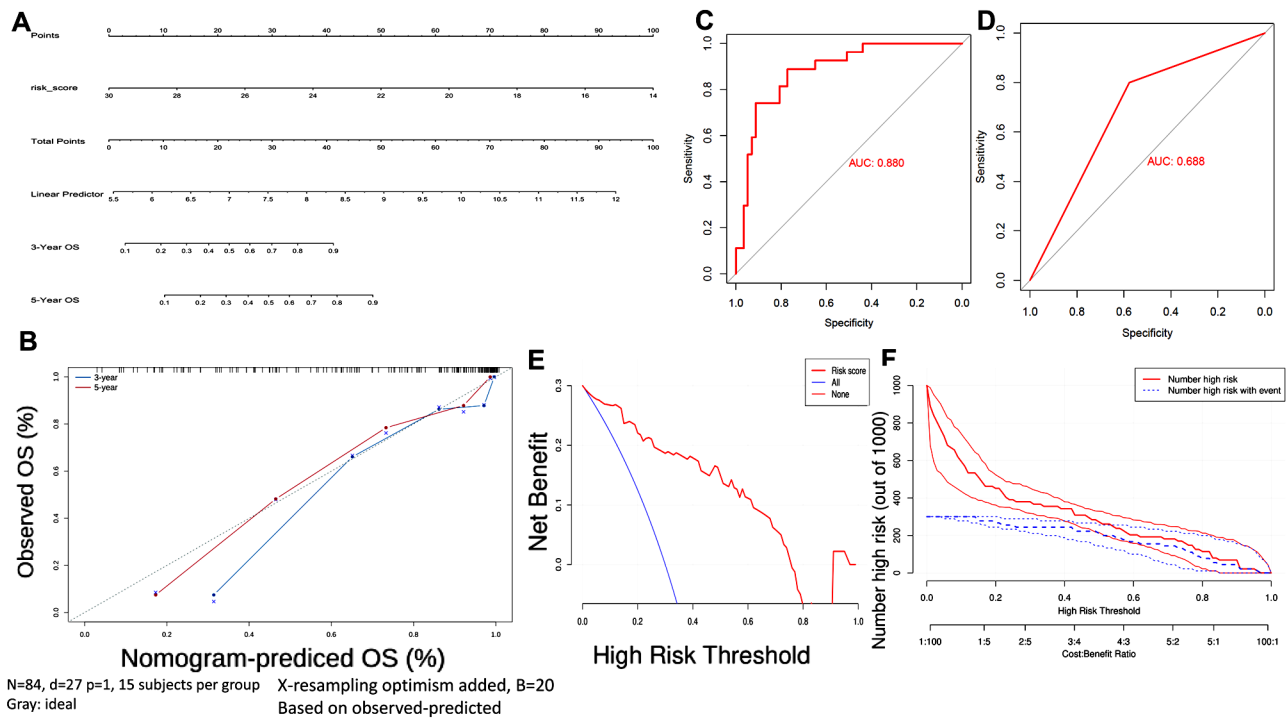 A
Points
0 10 20 30 40 50 60 70 80 90 100
risk_score
30 28 26 24 22 20 18 16 14
Total Points
0 10 20 30 40 50 60 70 80 90 100
Linear Predictor
5.5 6 6.5 7 7.5 8 8.5 9 9.5 10 10.5 11 11.5 12
3-Year OS
0.1 0.2 0.3 0.4 0.5 0.6 0.7 0.8 0.9
5-Year OS
0.1 0.2 0.3 0.4 0.5 0.6 0.7 0.8 0.9
C
Sensitivity
1.0
0.8
0.6
0.4
0.2
0.0
AUC: 0.880
1.0 0.8 0.6 0.4 0.2 0.0
Specificity
D
Sensitivity
1.0
0.8
0.6
0.4
0.2
0.0
AUC: 0.688
1.0 0.8 0.6 0.4 0.2 0.0
Specificity
B
3-year
5-year
Observed OS (%)
1.0
0.8
0.6
0.4
0.2
0.0
0.0 0.2 0.4 0.6 0.8 1.0
Nomogram-prediced OS (%)
N=84, d=27 p=1, 15 subjects per group
Gray: ideal
X-resampling optimism added, B=20
Based on observed-predicted
E
Risk score
All
None
Net Benefit
0.3
0.2
0.1
0.0
0.0 0.2 0.4 0.6 0.8 1.0
High Risk Threshold
F
Number high risk
Number high risk with event
Number high risk (out of 1000)
1000
800
600
400
200
0
0.0 0.2 0.4 0.6 0.8 1.0
High Risk Threshold
1:100 1:5 2:5 3:4 4:3 5:2 5:1 100:1
Cost:Benefit Ratio